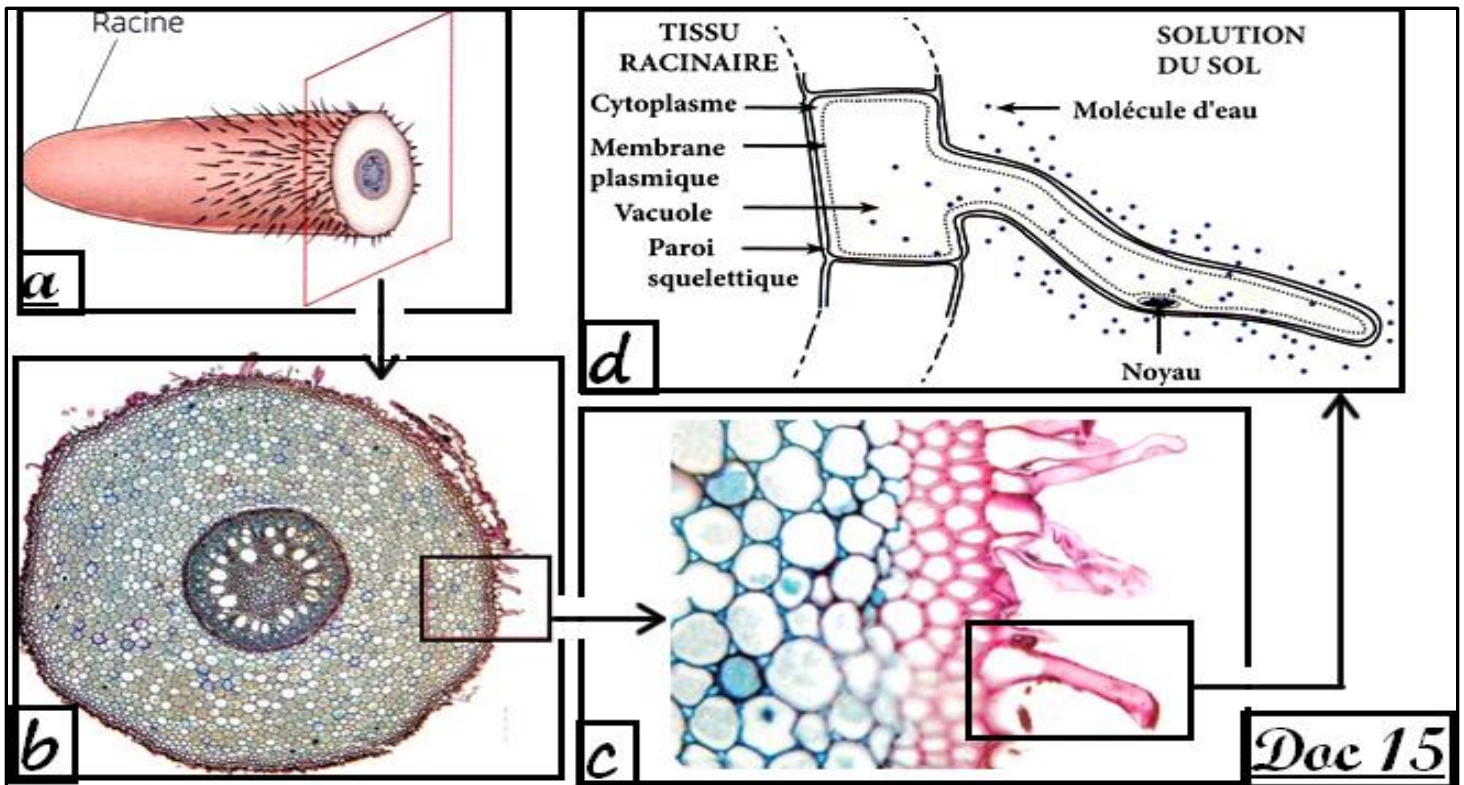 Racine
a
TISSU
RACINAIRE
Cytoplasme
Membrane
plasmique
Vacuole
Paroi
squelettique
SOLUTION
DU SOL
Molécule d'eau
Noyau
d
b
c
Doc 15